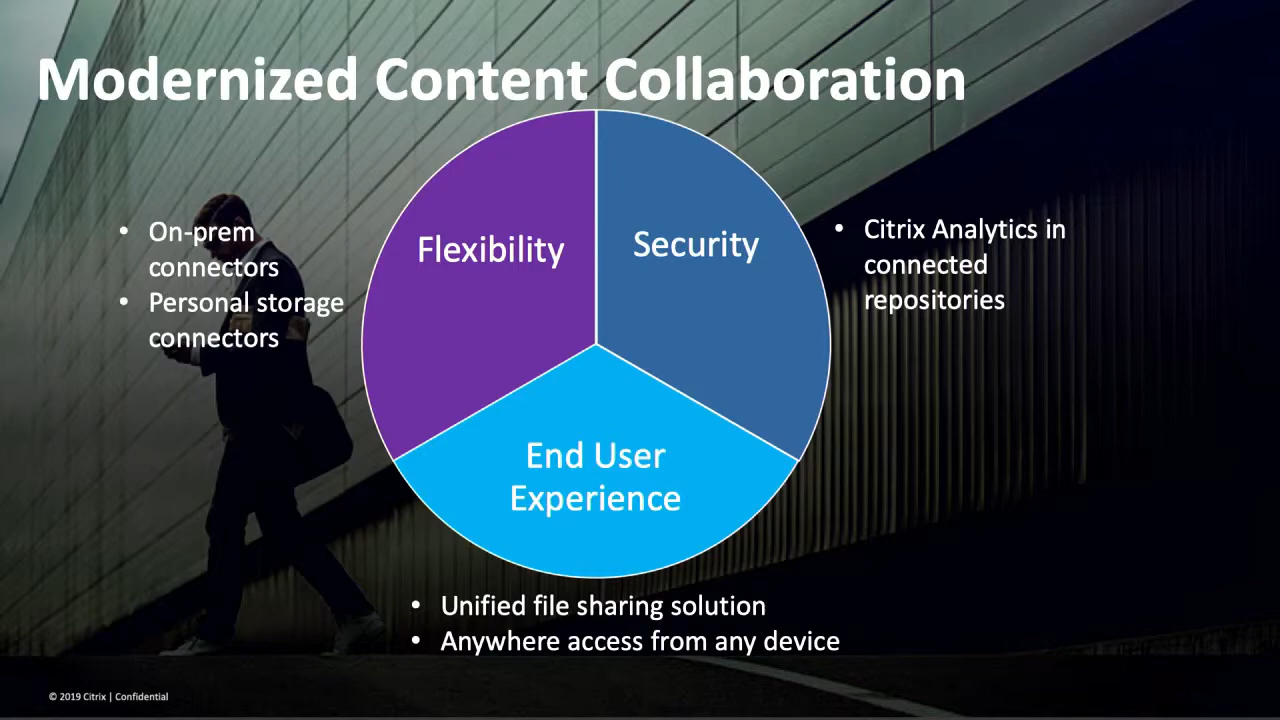 Modernized Content Collaboration
• On-prem
connectors
• Personal storage
connectors
Flexibility
Security
• Citrix Analytics in
connected
repositories
End User
Experience
• Unified file sharing solution
• Anywhere access from any device
© 2019 Citrix | Confidential